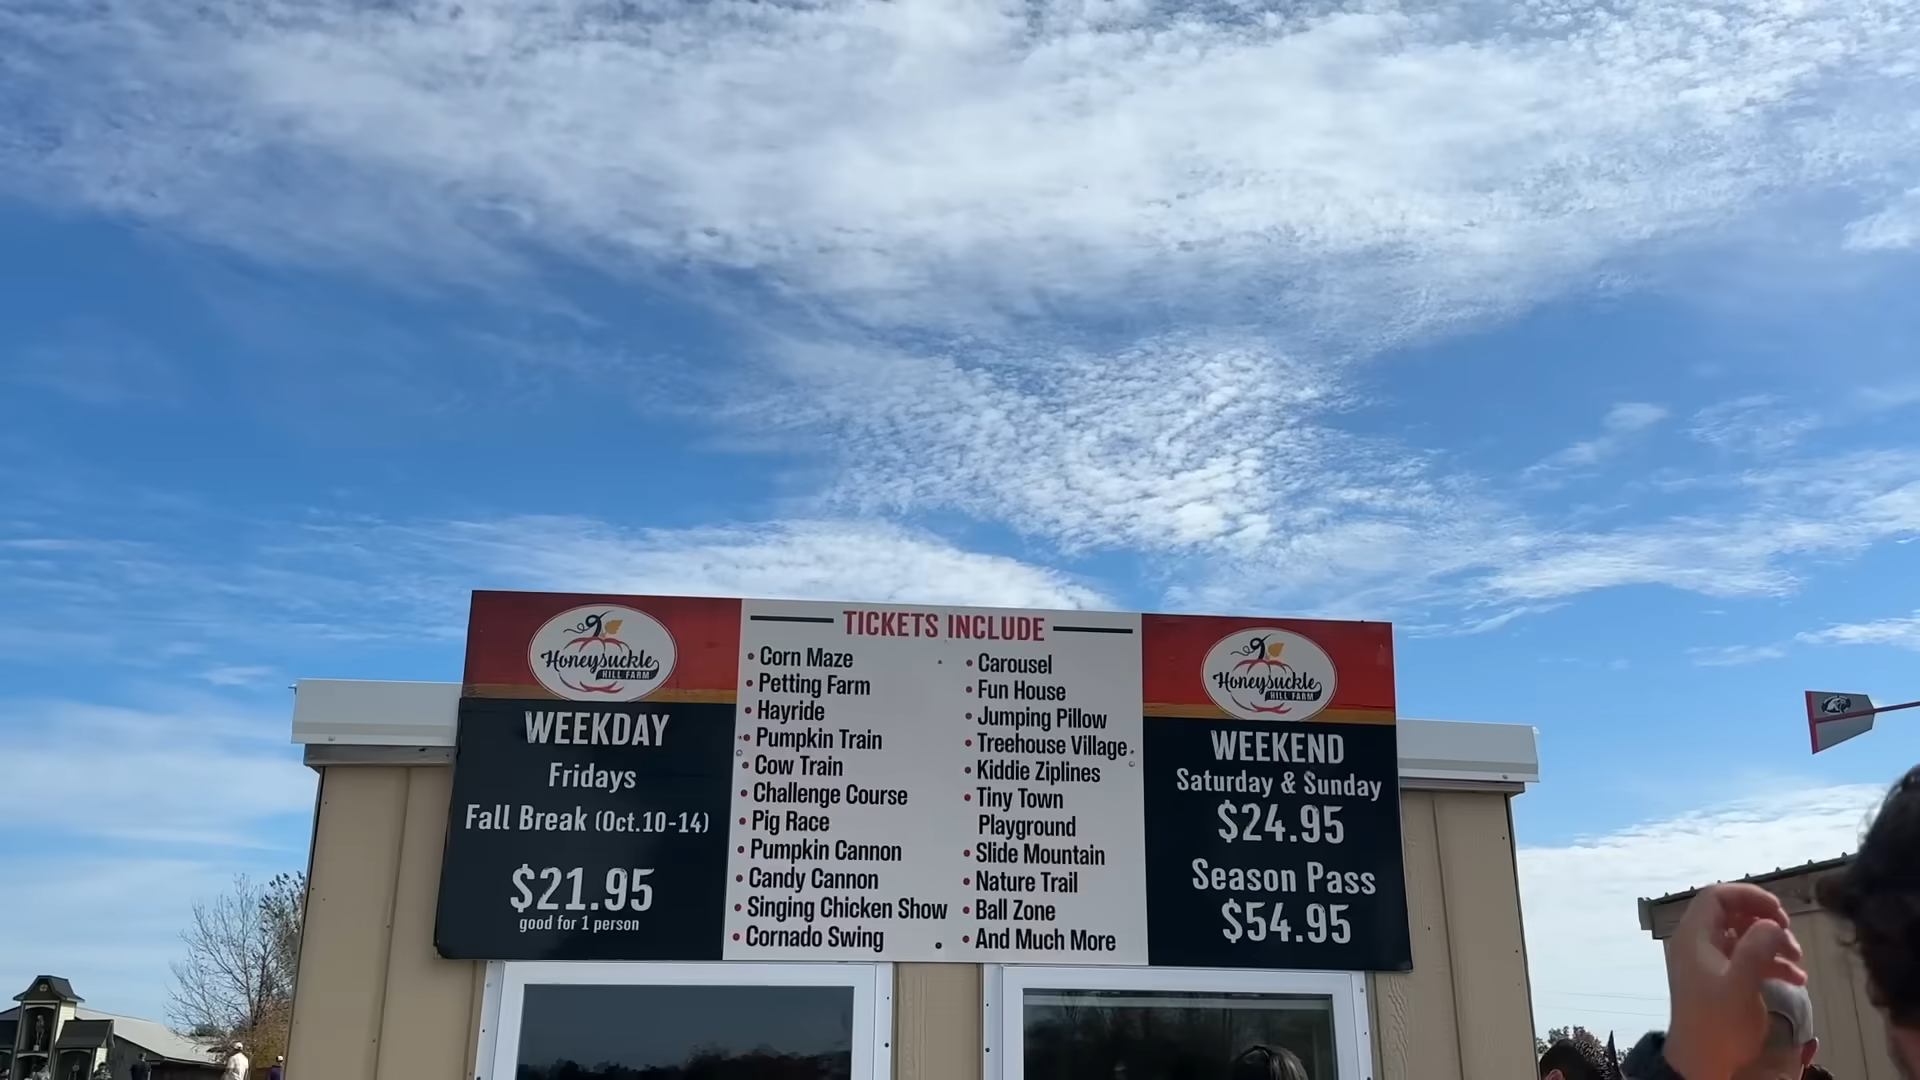 Honeysuckle
HILL FARM
WEEKDAY
Fridays
Fall Break (Oct.10-14)
$21.95
good for 1 person
TICKETS INCLUDE
• Corn Maze
• Petting Farm
• Hayride
• Pumpkin Train
• Cow Train
• Challenge Course
• Pig Race
• Pumpkin Cannon
• Candy Cannon
• Singing Chicken Show
• Cornado Swing
• Carousel
• Fun House
• Jumping Pillow
• Treehouse Village
• Kiddie Ziplines
• Tiny Town
Playground
• Slide Mountain
• Nature Trail
• Ball Zone
• And Much More
Honeysuckle
HILL FARM
WEEKEND
Saturday & Sunday
$24.95
Season Pass
$54.95